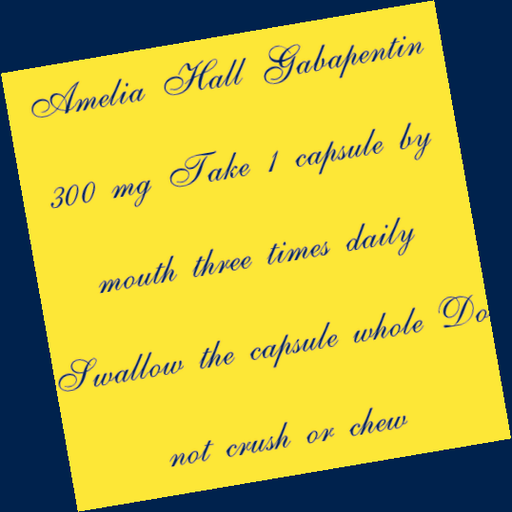 Amelia Hall Gabapentin
300 mg Take 1 capsule by
mouth three times daily
Swallow the capsule whole Do
not crush or chew